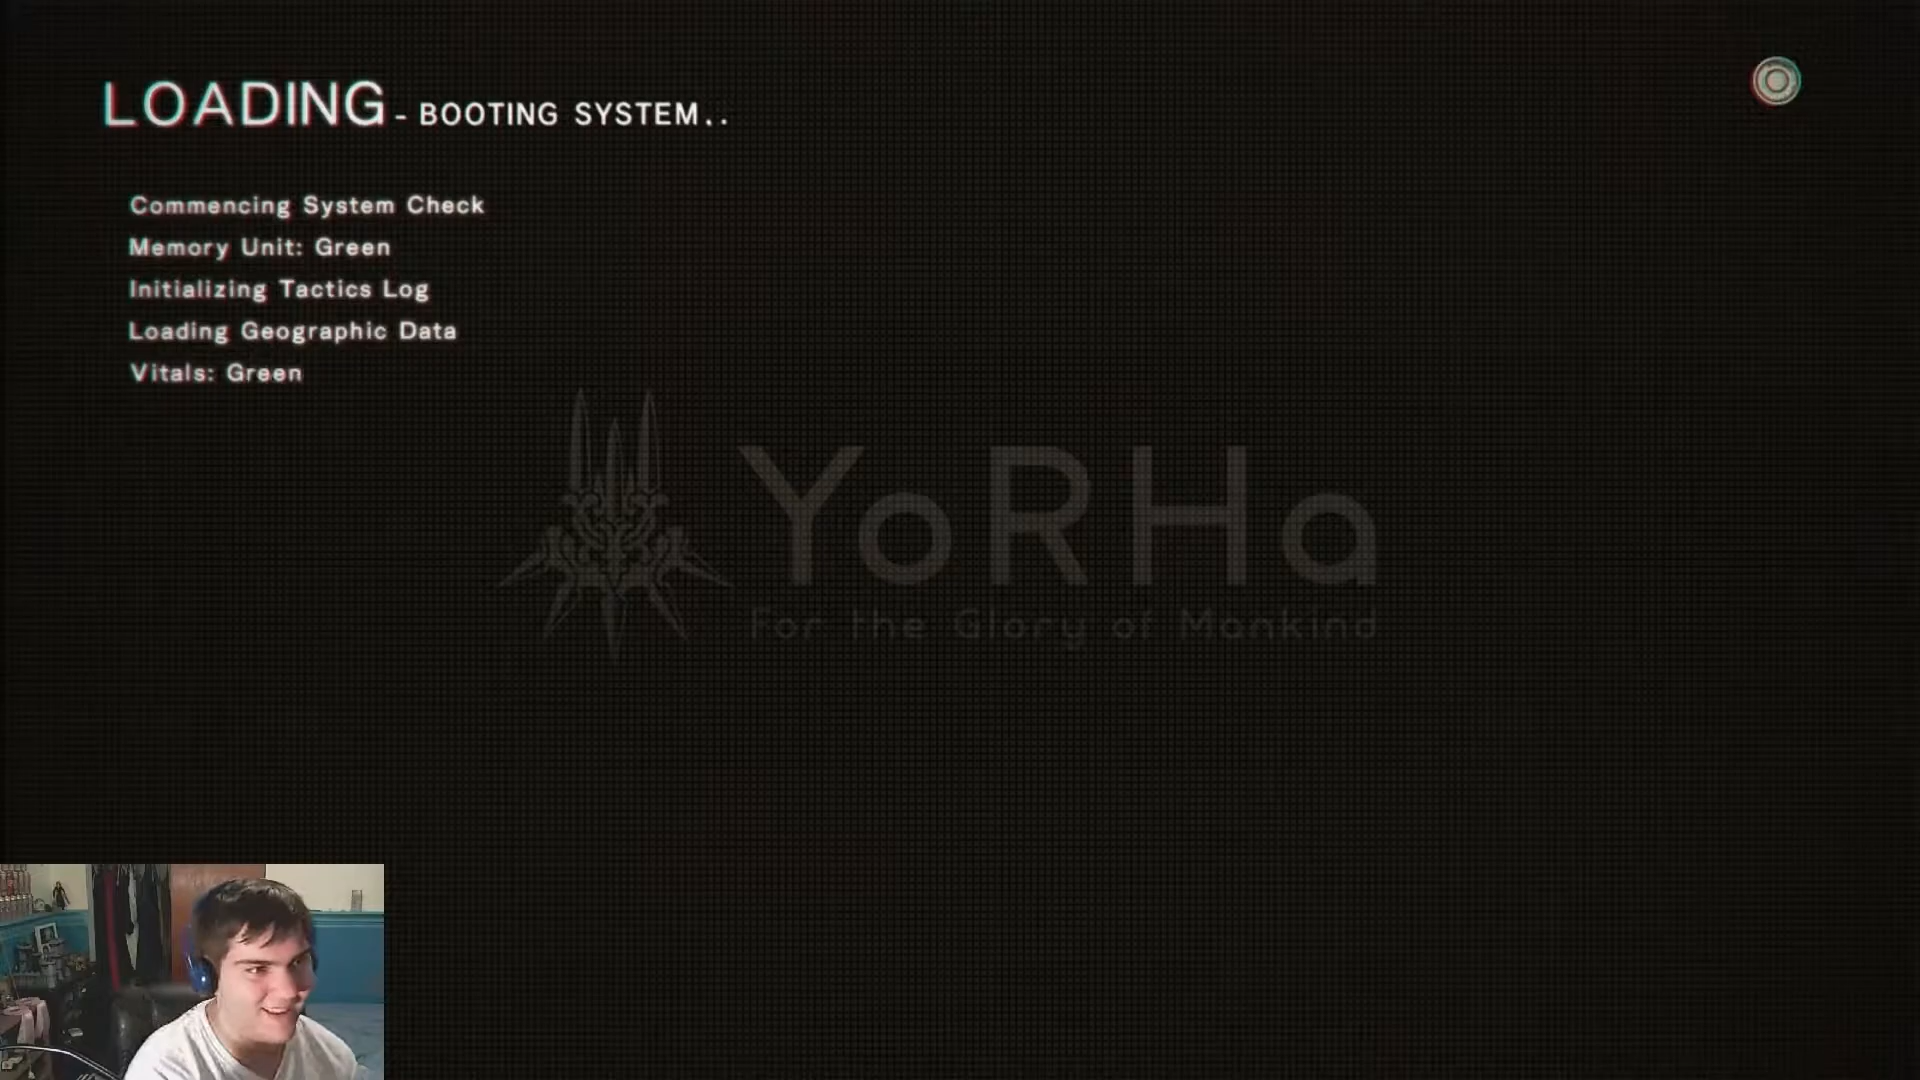 LOADING - BOOTING SYSTEM..
Commencing System Check
Memory Unit: Green
Initializing Tactics Log
Loading Geographic Data
Vitals: Green
YoRHa
For the Glory of Mankind